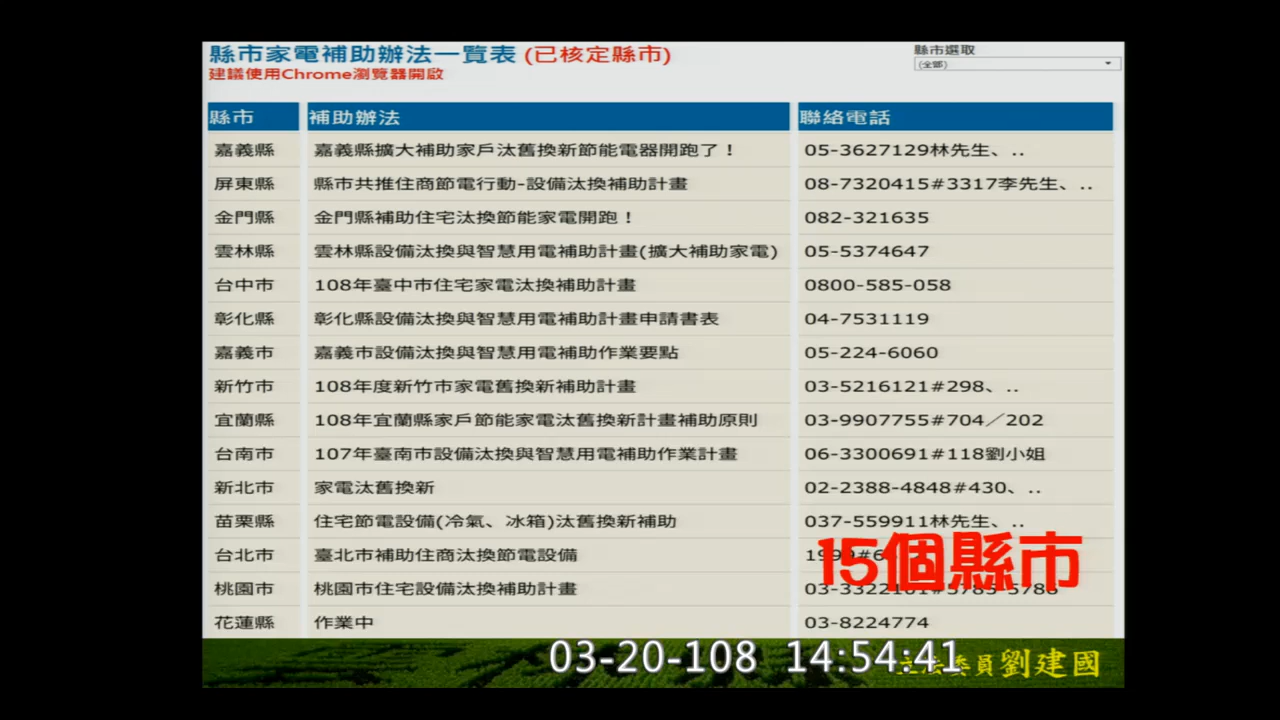 縣市家電補助辦法一覽表 (已核定縣市)
建議使用Chrome瀏覽器開啟
縣市選取
(全部)
縣市 補助辦法 聯絡電話
嘉義縣 嘉義縣擴大補助家戶汰舊換新節能電器開跑了! 05-3627129林先生、..
屏東縣 縣市共推住商節電行動-設備汰換補助計畫 08-7320415#3317李先生、..
金門縣 金門縣補助住宅汰換節能家電開跑! 082-321635
雲林縣 雲林縣設備汰換與智慧用電補助計畫(擴大補助家電) 05-5374647
台中市 108年臺中市住宅家電汰換補助計畫 0800-585-058
彰化縣 彰化縣設備汰換與智慧用電補助計畫申請書表 04-7531119
嘉義市 嘉義市設備汰換與智慧用電補助作業要點 05-224-6060
新竹市 108年度新竹市家電舊換新補助計畫 03-5216121#298、..
宜蘭縣 108年宜蘭縣家戶節能家電汰舊換新計畫補助原則 03-9907755#704／202
台南市 107年臺南市設備汰換與智慧用電補助作業計畫 06-3300691#118劉小姐
新北市 家電汰舊換新 02-2388-4848#430、..
苗栗縣 住宅節電設備(冷氣、冰箱)汰舊換新補助 037-559911林先生、..
台北市 臺北市補助住商汰換節電設備
15個縣市
桃園市 桃園市住宅設備汰換補助計畫
花蓮縣 作業中 03-8224774
03-20-108 14:54:41
委員劉建國